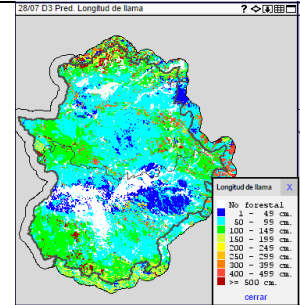 28/07 D3 Pred. Longitud de llama
Longitud de llama X
No forestal
1 - 49 cm.
50 - 99 cm.
100 - 149 cm.
150 - 199 cm.
200 - 249 cm.
250 - 299 cm.
300 - 399 cm.
400 - 499 cm.
>= 500 cm.
cerrar